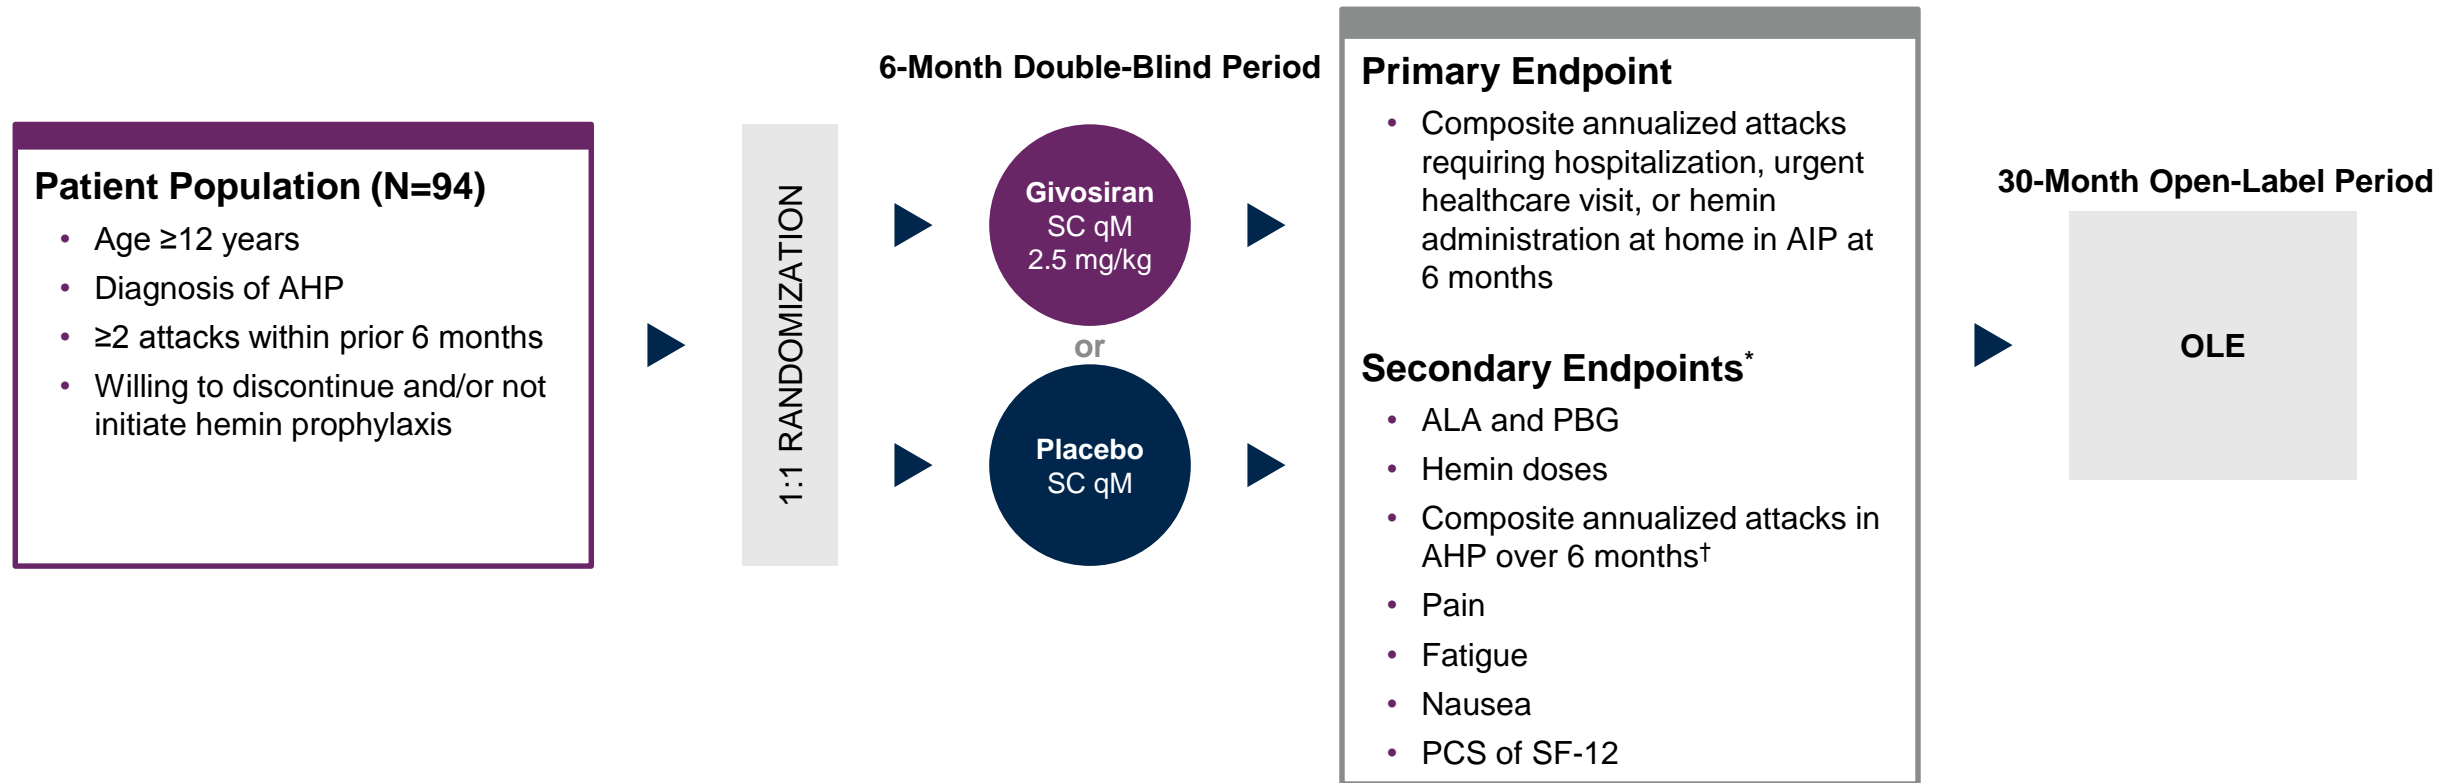 Patient Population (N=94)
• Age ≥12 years
• Diagnosis of AHP
• ≥2 attacks within prior 6 months
• Willing to discontinue and/or not
initiate hemin prophylaxis
1:1 RANDOMIZATION
6-Month Double-Blind Period
Givosiran
SC qM
2.5 mg/kg
or
Placebo
SC qM
Primary Endpoint
• Composite annualized attacks
requiring hospitalization, urgent
healthcare visit, or hemin
administration at home in AIP at
6 months
Secondary Endpoints*
• ALA and PBG
• Hemin doses
• Composite annualized attacks in
AHP over 6 months†
• Pain
• Fatigue
• Nausea
• PCS of SF-12
30-Month Open-Label Period
OLE